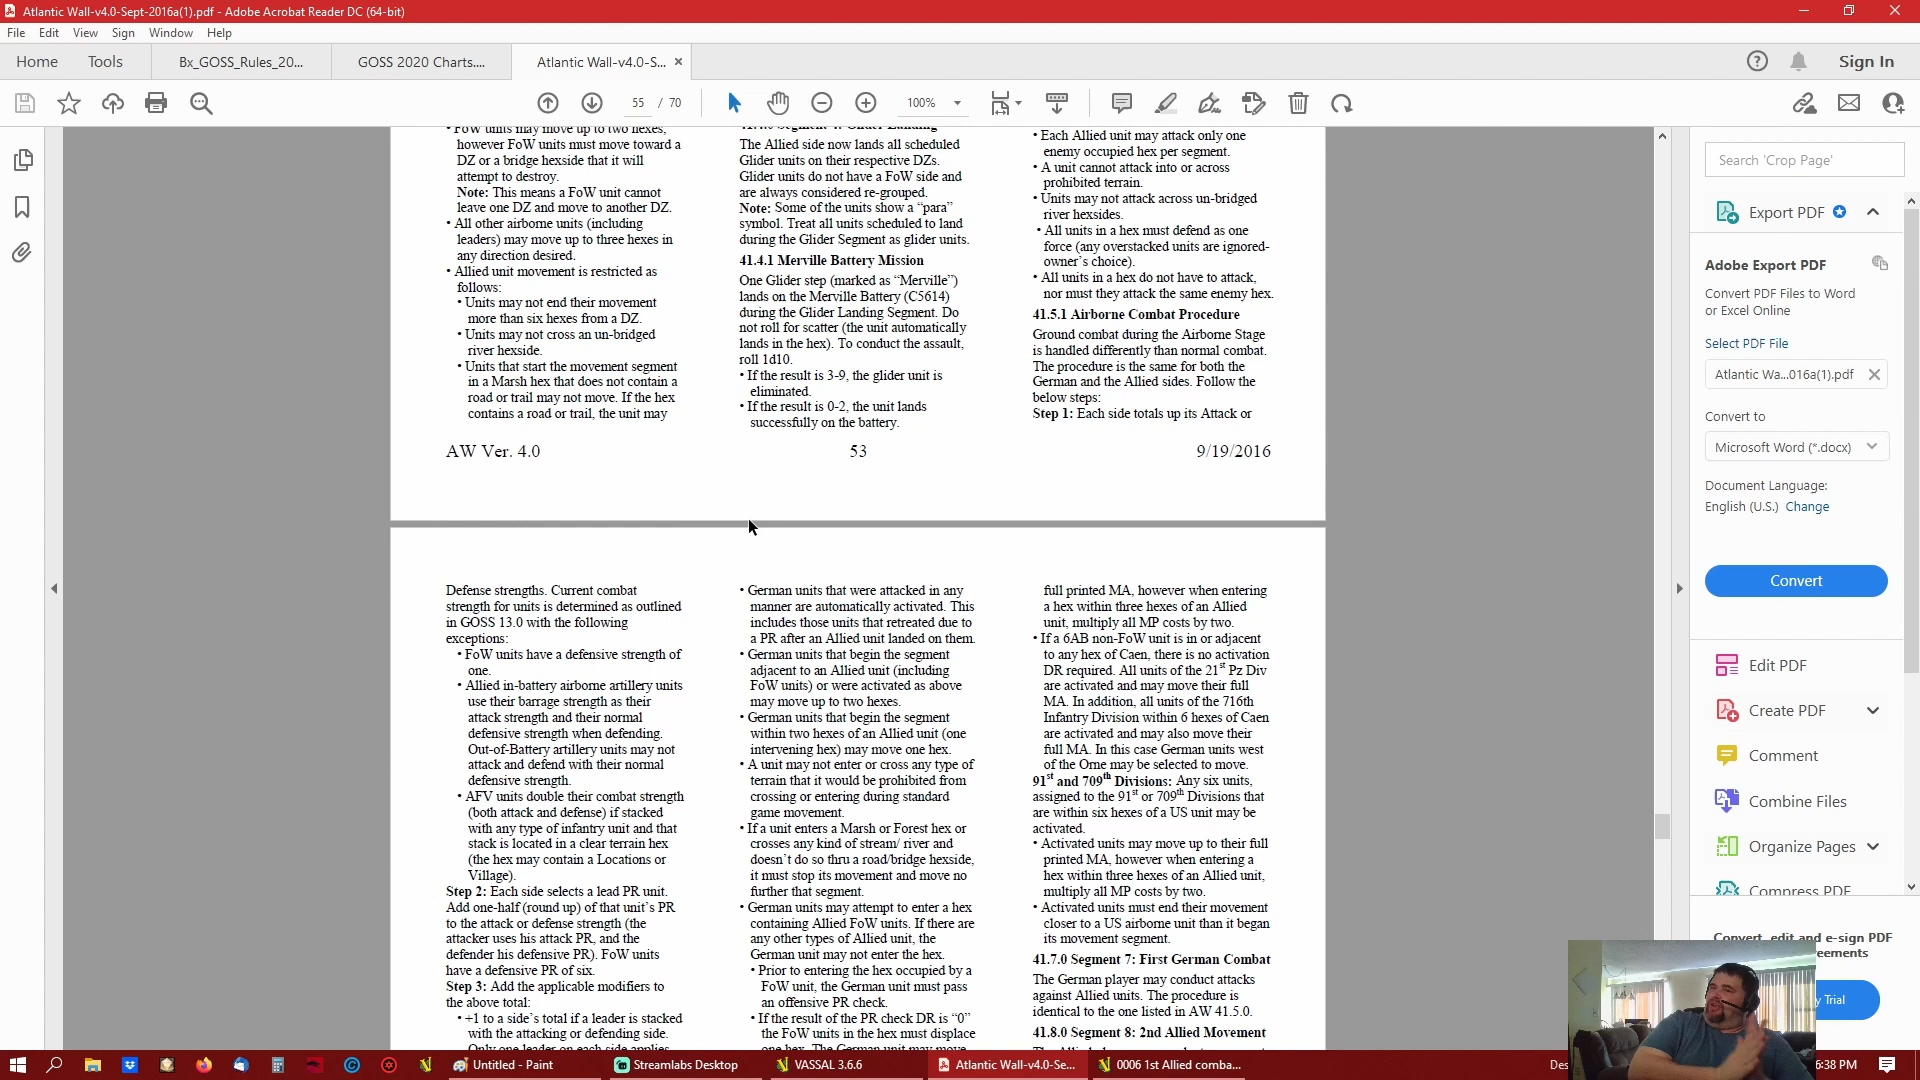 Atlantic Wall-v4.0-Sept-2016a(1).pdf - Adobe Acrobat Reader DC (64-bit)
File Edit View Sign Window Help
Home Tools Bx_GOSS_Rules_20... GOSS 2020 Charts.... Atlantic Wall-v4.0-S... × Sign In
55 / 70 100%
• FoW units may move up to two hexes,
however FoW units must move toward a
DZ or a bridge hexside that it will
attempt to destroy.
Note: This means a FoW unit cannot
leave one DZ and move to another DZ.
• All other airborne units (including
leaders) may move up to three hexes in
any direction desired.
• Allied unit movement is restricted as
follows:
• Units may not end their movement
more than six hexes from a DZ.
• Units may not cross an un-bridged
river hexside.
• Units that start the movement segment
in a Marsh hex that does not contain a
road or trail may not move. If the hex
contains a road or trail, the unit may
41.4.0 Segment 4: Glider Landing
The Allied side now lands all scheduled
Glider units on their respective DZs.
Glider units do not have a FoW side and
are always considered re-grouped.
Note: Some of the units show a “para”
symbol. Treat all units scheduled to land
during the Glider Segment as glider units.
41.4.1 Merville Battery Mission
One Glider step (marked as “Merville”)
lands on the Merville Battery (C5614)
during the Glider Landing Segment. Do
not roll for scatter (the unit automatically
lands in the hex). To conduct the assault,
roll 1d10.
• If the result is 3-9, the glider unit is
eliminated.
• If the result is 0-2, the unit lands
successfully on the battery.
• Each Allied unit may attack only one
enemy occupied hex per segment.
• A unit cannot attack into or across
prohibited terrain.
• Units may not attack across un-bridged
river hexsides.
• All units in a hex must defend as one
force (any overstacked units are ignored-
owner’s choice).
• All units in a hex do not have to attack,
nor must they attack the same enemy hex.
41.5.1 Airborne Combat Procedure
Ground combat during the Airborne Stage
is handled differently than normal combat.
The procedure is the same for both the
German and the Allied sides. Follow the
below steps:
Step 1: Each side totals up its Attack or
AW Ver. 4.0 53 9/19/2016
Defense strengths. Current combat
strength for units is determined as outlined
in GOSS 13.0 with the following
exceptions:
• FoW units have a defensive strength of
one.
• Allied in-battery airborne artillery units
use their barrage strength as their
attack strength and their normal
defensive strength when defending.
Out-of-Battery artillery units may not
attack and defend with their normal
defensive strength.
• AFV units double their combat strength
(both attack and defense) if stacked
with any type of infantry unit and that
stack is located in a clear terrain hex
(the hex may contain a Locations or
Village).
Step 2: Each side selects a lead PR unit.
Add one-half (round up) of that unit’s PR
to the attack or defense strength (the
attacker uses his attack PR, and the
defender his defensive PR). FoW units
have a defensive PR of six.
Step 3: Add the applicable modifiers to
the above total:
• +1 to a side’s total if a leader is stacked
with the attacking or defending side.
Only one leader on each side applies
• German units that were attacked in any
manner are automatically activated. This
includes those units that retreated due to
a PR after an Allied unit landed on them.
• German units that begin the segment
adjacent to an Allied unit (including
FoW units) or were activated as above
may move up to two hexes.
• German units that begin the segment
within two hexes of an Allied unit (one
intervening hex) may move one hex.
• A unit may not enter or cross any type of
terrain that it would be prohibited from
crossing or entering during standard
game movement.
• If a unit enters a Marsh or Forest hex or
crosses any kind of stream/ river and
doesn’t do so thru a road/bridge hexside,
it must stop its movement and move no
further that segment.
• German units may attempt to enter a hex
containing Allied FoW units. If there are
any other types of Allied unit, the
German unit may not enter the hex.
• Prior to entering the hex occupied by a
FoW unit, the German unit must pass
an offensive PR check.
• If the result of the PR check DR is “0”
the FoW units in the hex must displace
one hex. The German unit may move
full printed MA, however when entering
a hex within three hexes of an Allied
unit, multiply all MP costs by two.
• If a 6AB non-FoW unit is in or adjacent
to any hex of Caen, there is no activation
DR required. All units of the 21st Pz Div
are activated and may move their full
MA. In addition, all units of the 716th
Infantry Division within 6 hexes of Caen
are activated and may also move their
full MA. In this case German units west
of the Orne may be selected to move.
91st and 709th Divisions: Any six units,
assigned to the 91st or 709th Divisions that
are within six hexes of a US unit may be
activated.
• Activated units may move up to their full
printed MA, however when entering a
hex within three hexes of an Allied unit,
multiply all MP costs by two.
• Activated units must end their movement
closer to a US airborne unit than it began
its movement segment.
41.7.0 Segment 7: First German Combat
The German player may conduct attacks
against Allied units. The procedure is
identical to the one listed in AW 41.5.0.
41.8.0 Segment 8: 2nd Allied Movement
Search 'Crop Page'
Export PDF
Adobe Export PDF
Convert PDF Files to Word
or Excel Online
Select PDF File
Atlantic Wa...016a(1).pdf
Convert to
Microsoft Word (*.docx)
Document Language:
English (U.S.) Change
Convert
Edit PDF
Create PDF
Comment
Combine Files
Organize Pages
Compress PDF
Convert, edit and e-sign PDF
Trial
Untitled - Paint Streamlabs Desktop VASSAL 3.6.6 Atlantic Wall-v4.0-Se... 0006 1st Allied comba... 6:38 PM